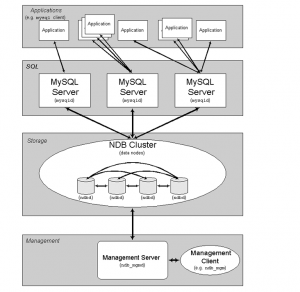 Applications
(e.g. mysql client)
Application
Application
Application
Application
Application
SQL
MySQL Server
(mysqld)
MySQL Server
(mysqld)
MySQL Server
(mysqld)
Storage
NDB Cluster
(data nodes)
(ndbd)
(ndbd)
(ndbd)
(ndbd)
Management
Management Server
(ndb_mgmd)
Management
Client
(e.g. ndb_mgm)